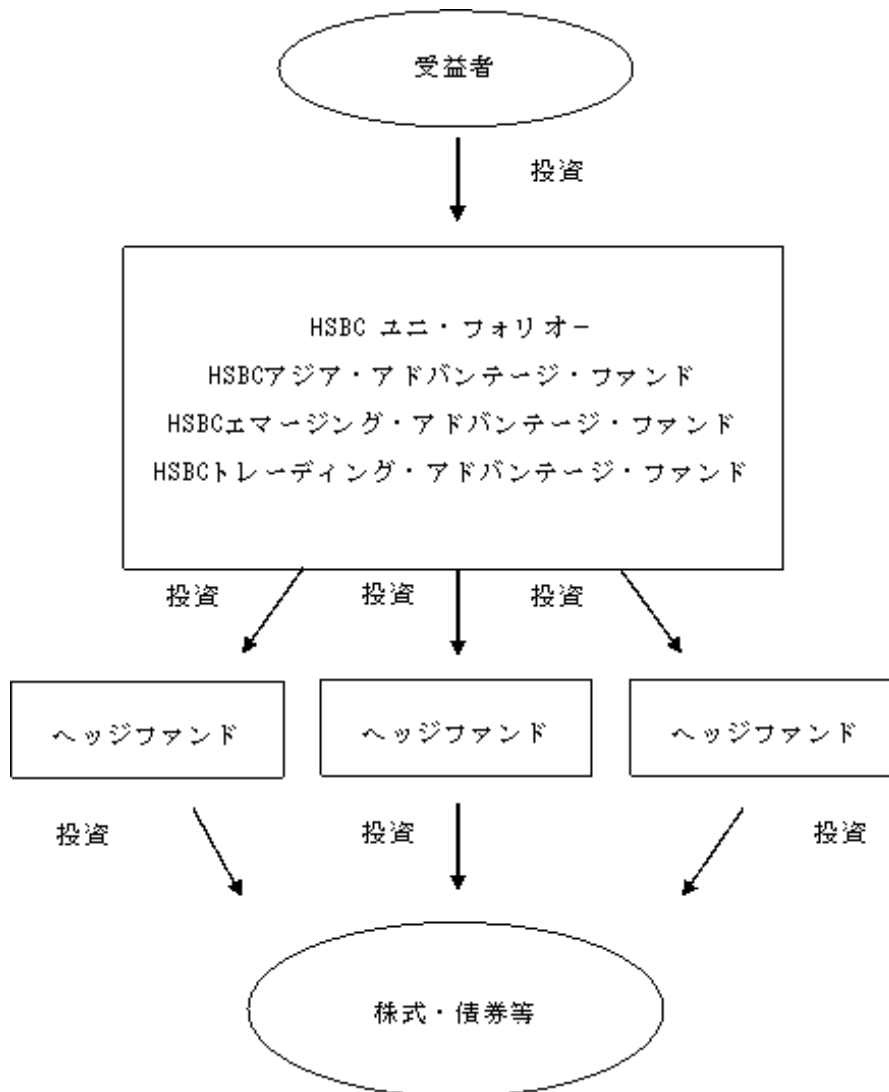 受益者
投資
HSBC ユニ・フォリオー
HSBCアジア・アドバンテージ・ファンド
HSBCエマージング・アドバンテージ・ファンド
HSBCトレーディング・アドバンテージ・ファンド
投資 投資 投資
ヘッジファンド ヘッジファンド ヘッジファンド
投資 投資 投資
株式・債券等